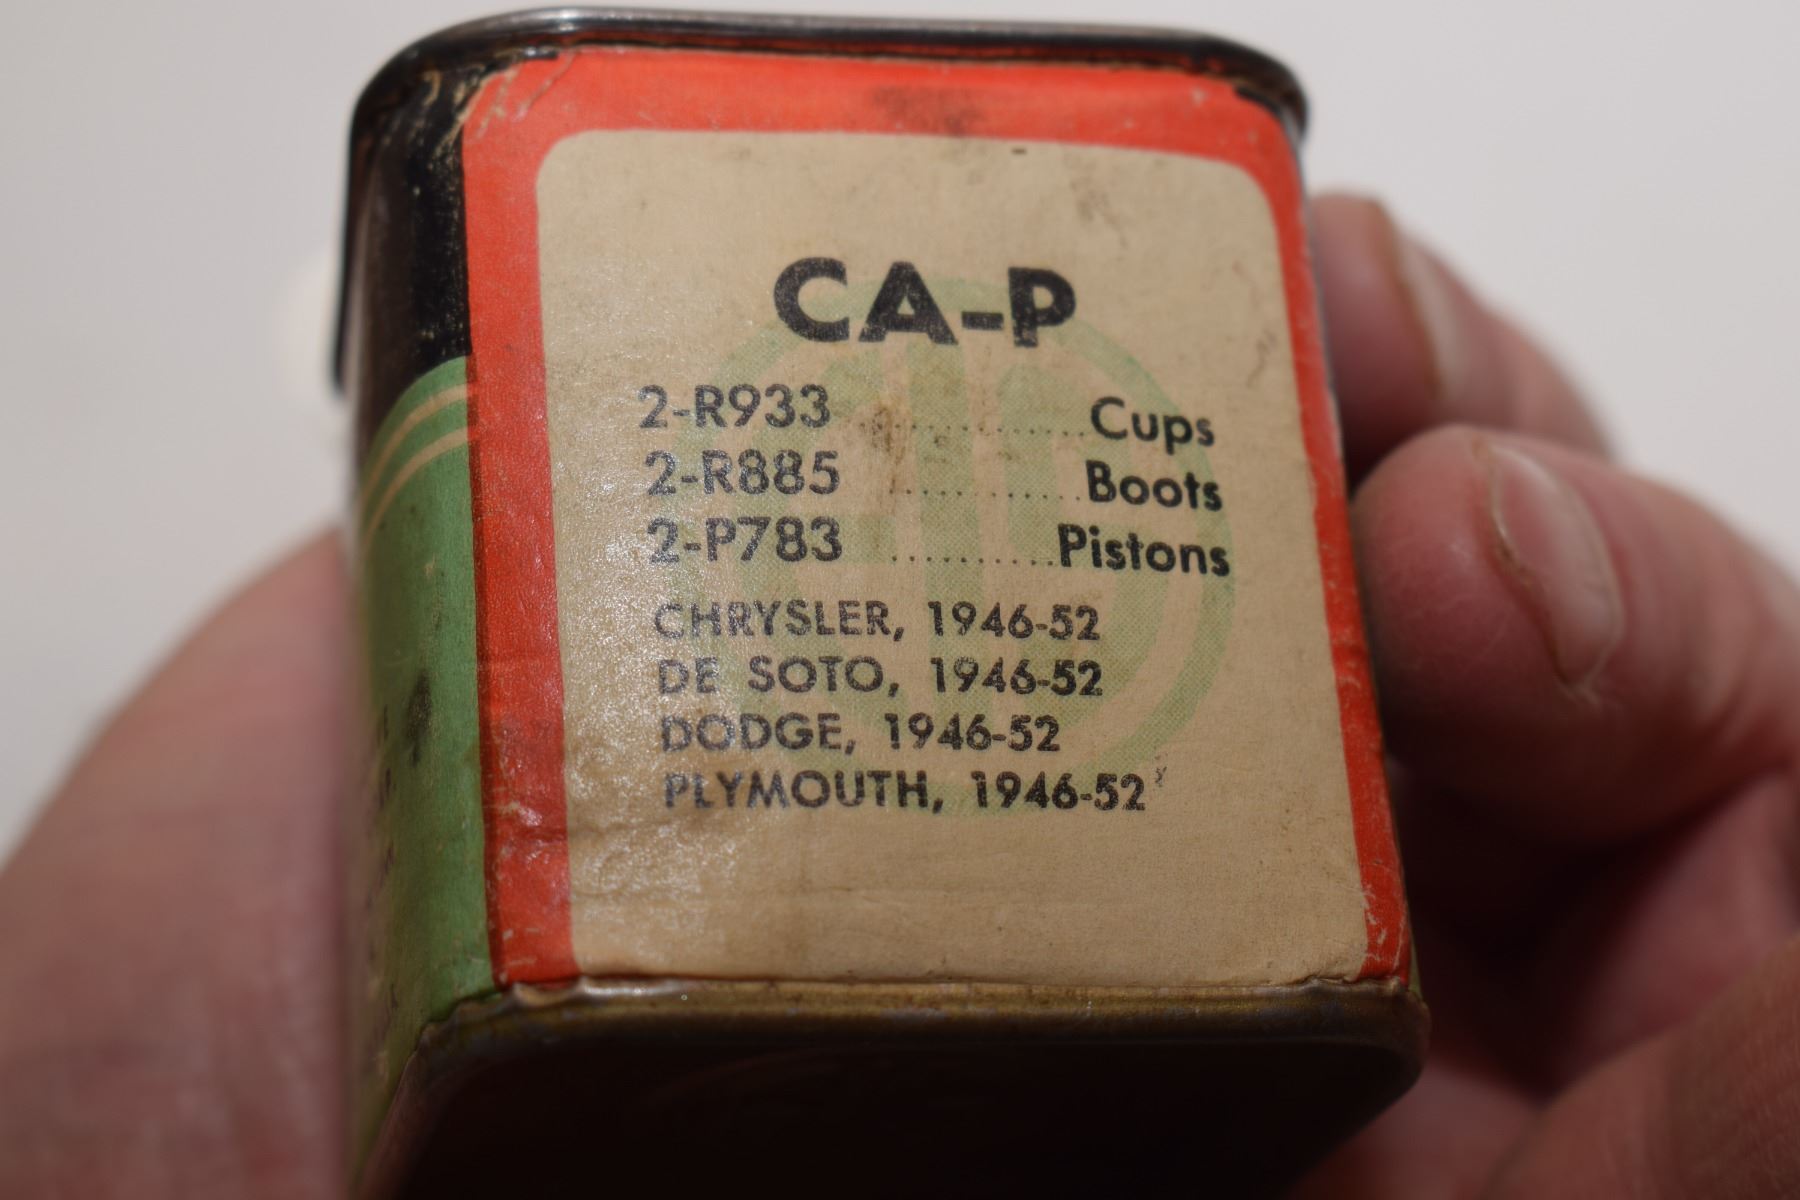 CA-P
2-R933 ............... Cups
2-R885 ............ Boots
2-P783 .......... Pistons
CHRYSLER, 1946-52
DE SOTO, 1946-52
DODGE, 1946-52
PLYMOUTH, 1946-52